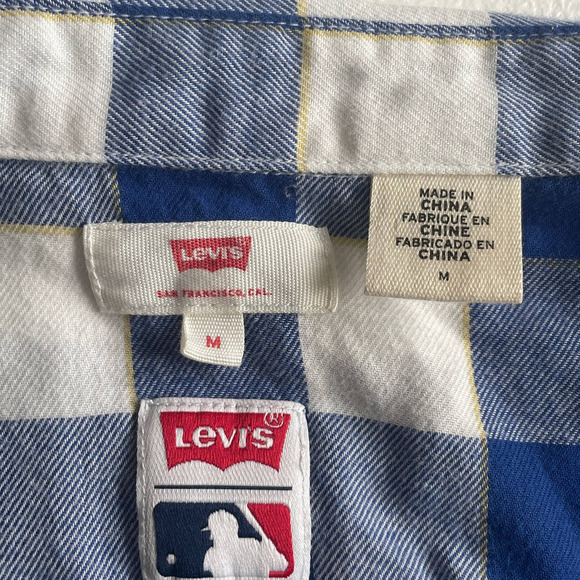 Levi's
SAN FRANCISCO, CAL.
M
MADE IN
CHINA
FABRIQUE EN
CHINE
FABRICADO EN
CHINA
M
Levi's ®